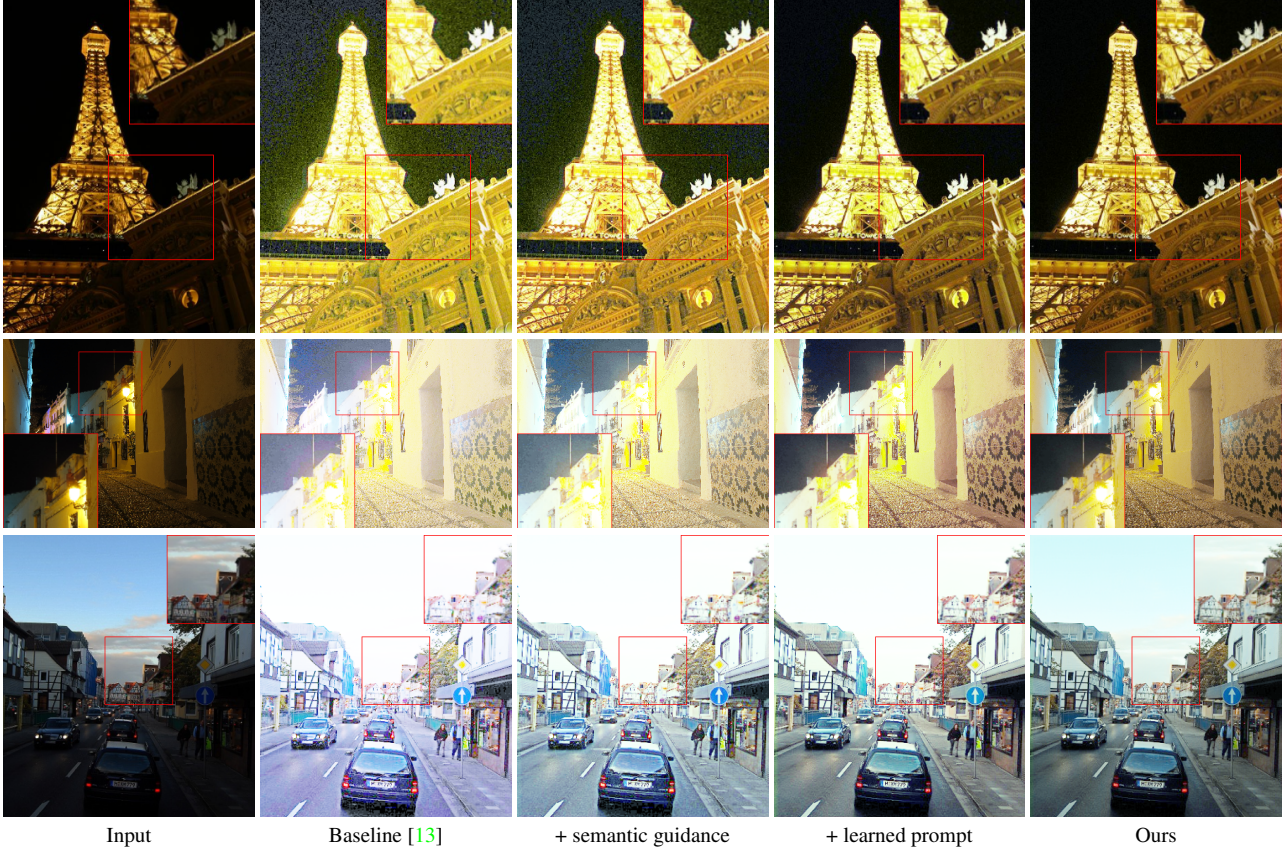 Input
Baseline [13]
+ semantic guidance
+ learned prompt
Ours